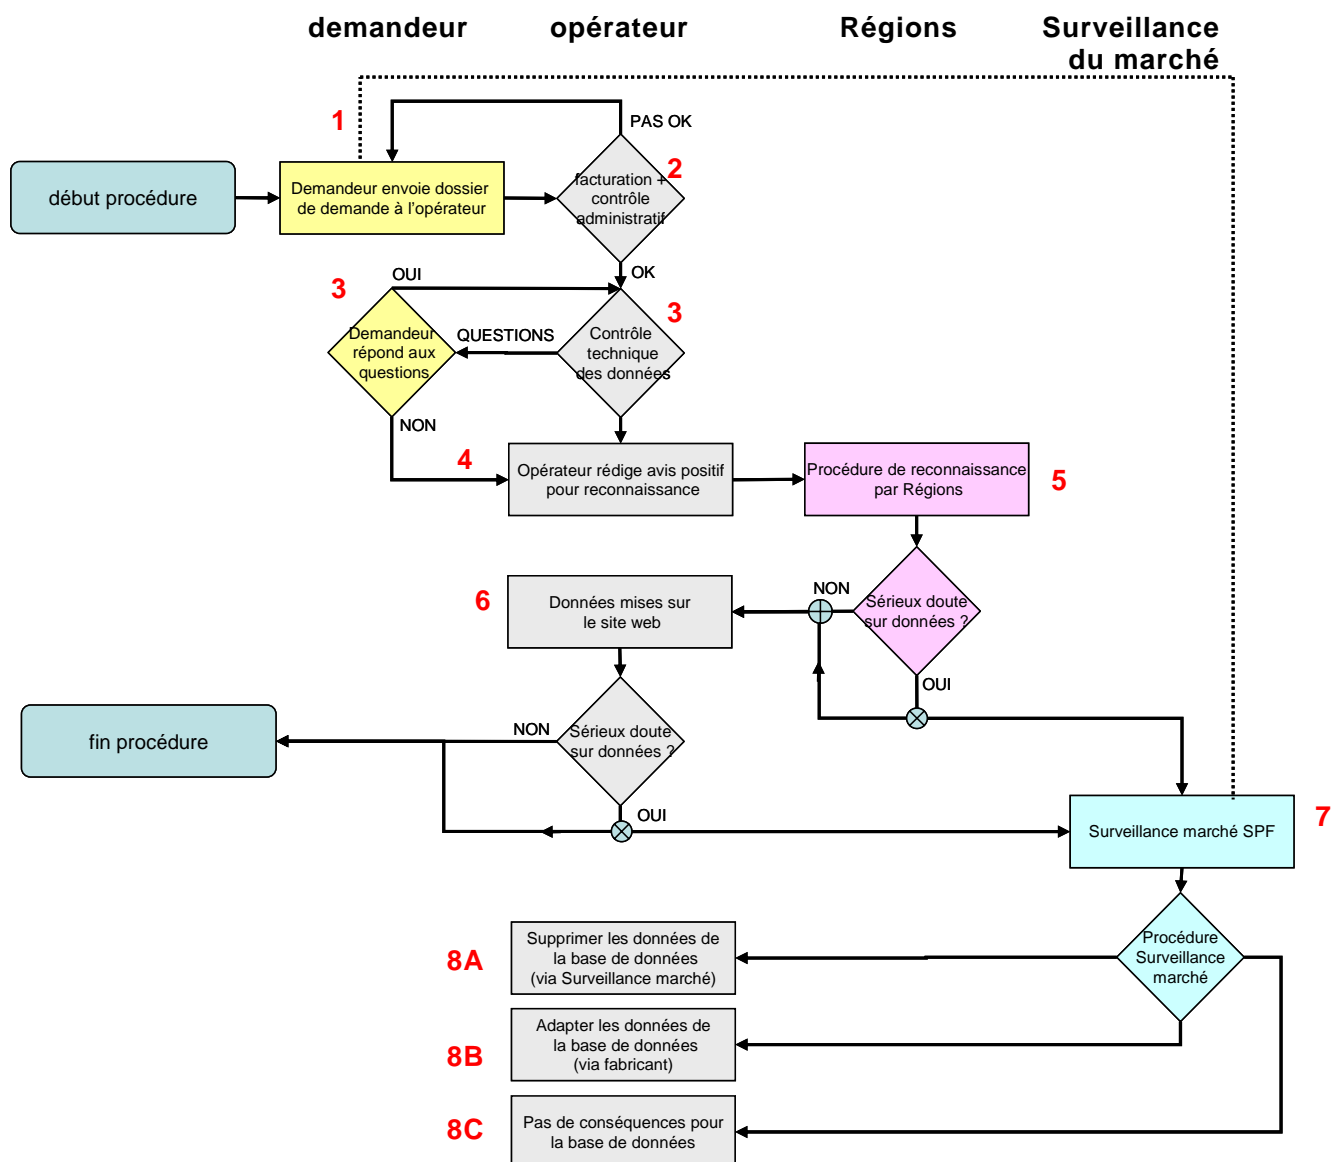 demandeur
opérateur
Régions
Surveillance
du marché
1
PAS OK
début procédure
Demandeur envoie dossier
de demande à l'opérateur
2
facturation +
contrôle
administratif
OK
OUI
3
Demandeur
répond aux
questions
QUESTIONS
3
Contrôle
technique
des données
NON
4
Opérateur rédige avis positif
pour reconnaissance
Procédure de reconnaissance
par Régions
5
6
Données mises sur
le site web
NON
Sérieux doute
sur données ?
OUI
fin procédure
NON
Sérieux doute
sur données ?
OUI
Surveillance marché SPF
7
8A
Supprimer les données de
la base de données
(via Surveillance marché)
Procédure
Surveillance
marché
8B
Adapter les données de
la base de données
(via fabricant)
8C
Pas de conséquences pour
la base de données